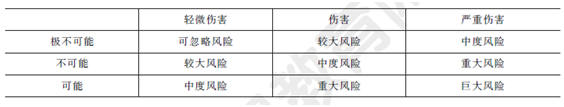 轻微伤害 伤害 严重伤害
极不可能 可忽略风险 较大风险 中度风险
不可能 较大风险 中度风险 重大风险
可能 中度风险 重大风险 巨大风险